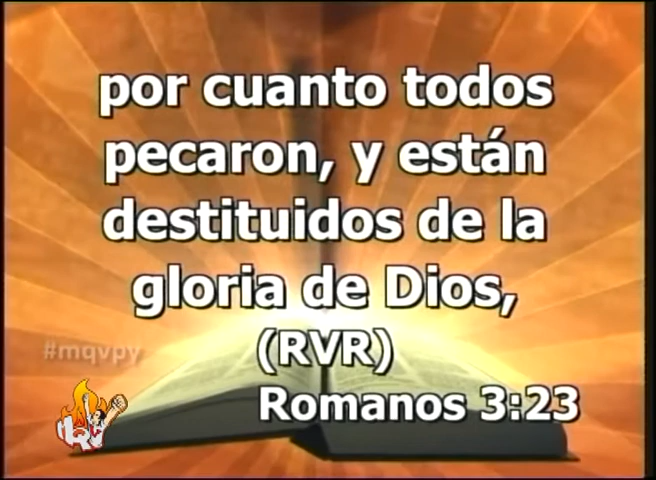 por cuanto todos
pecaron, y están
destituidos de la
gloria de Dios,
(RVR)
#mqvpy
Romanos 3:23